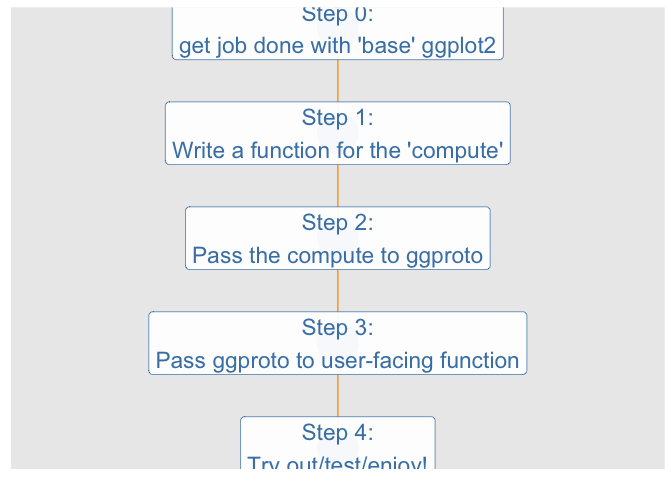 Step 0:
get job done with 'base' ggplot2
Step 1:
Write a function for the 'compute'
Step 2:
Pass the compute to ggproto
Step 3:
Pass ggproto to user-facing function
Step 4:
Try out/test/enjoy!